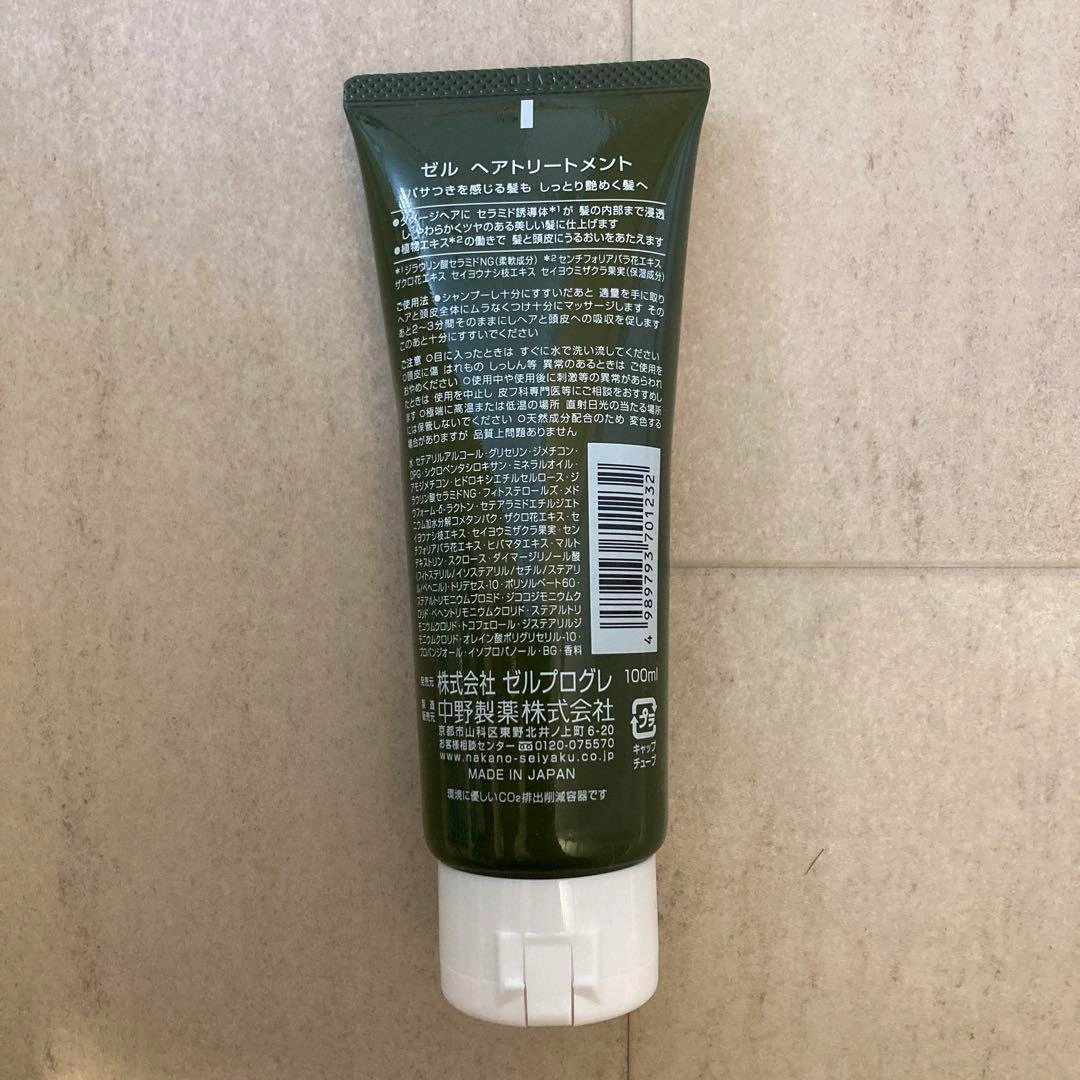 ゼル ヘアトリートメント
パサつきを感じる髪も しっとり艶めく髪へ
●ダメージヘアに セラミド誘導体*1が 髪の内部まで浸透
しやわらかくツヤのある美しい髪に仕上げます
●植物エキス*2の働きで 髪と頭皮にうるおいをあたえます
*1ジラウリン酸セラミドNG(柔軟成分) *2センチフォリアバラ花エキス
ザクロ花エキス セイヨウナシ枝エキス セイヨウミザクラ果実(保湿成分)
ご使用法 ●シャンプーし十分にすすいだあと 適量を手に取り
ヘアと頭皮全体にムラなくつけ十分にマッサージします その
あと2〜3分間そのままにしヘアと頭皮への吸収を促します
このあと十分にすすいでください
ご注意 ○目に入ったときは すぐに水で洗い流してください
○頭皮に傷 はれもの しっしん等 異常のあるときは ご使用を
おやめください ○使用中や使用後に刺激等の異常があらわれ
たときは 使用を中止し 皮フ科専門医等にご相談をおすすめし
ます ○極端に高温または低温の場所 直射日光の当たる場所
には保管しないでください ○天然成分配合のため 変色する
場合がありますが 品質上問題ありません
水・セテアリルアルコール・グリセリン・ジメチコン・
DPG・シクロペンタシロキサン・ミネラルオイル・
アモジメチコン・ヒドロキシエチルセルロース・ジ
ラウリン酸セラミドNG・フィトステロールズ・メド
ウフォーム-δ-ラクトン・セテアラミドエチルジエト
ニウム加水分解コメタンパク・ザクロ花エキス・セ
イヨウナシ枝エキス・セイヨウミザクラ果実・セン
チフォリアバラ花エキス・ヒバマタエキス・マルト
デキストリン・スクロース・ダイマージリノール酸
(フィトステリル/イソステアリル/セチル/ステアリ
ル/ベヘニル)・トリデセス-10・ポリソルベート60・
ステアルトリモニウムブロミド・ジココジモニウムク
ロリド・ベヘントリモニウムクロリド・ステアルトリ
モニウムクロリド・トコフェロール・ジステアリルジ
モニウムクロリド・オレイン酸ポリグリセリル-10・
プロパンジオール・イソプロパノール・BG・香料
4 989793 701232
発売元 株式会社 ゼルプログレ 100ml
製造販売元 中野製薬株式会社
京都市山科区東野北井ノ上町6-20
お客様相談センター 0120-075570
www.nakano-seiyaku.co.jp
MADE IN JAPAN
環境に優しいCO₂排出削減容器です
プラ
キャップ
チューブ